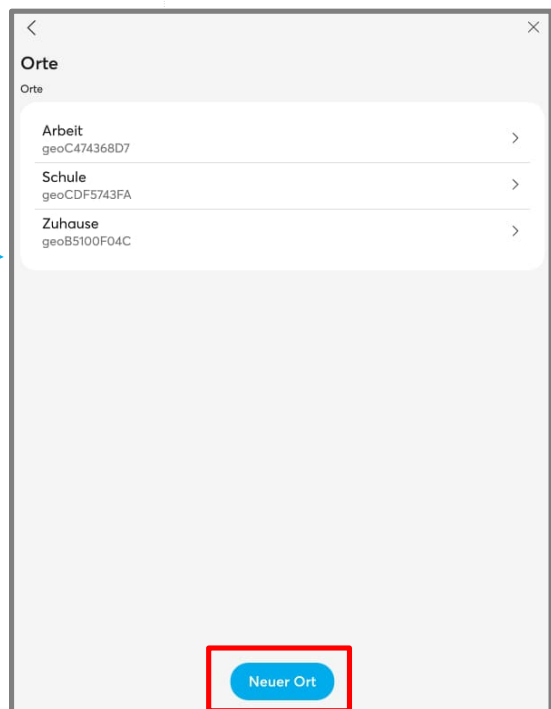 Orte
Orte
Arbeit
geoC474368D7
Schule
geoCDF5743FA
Zuhause
geoB5100F04C
Neuer Ort